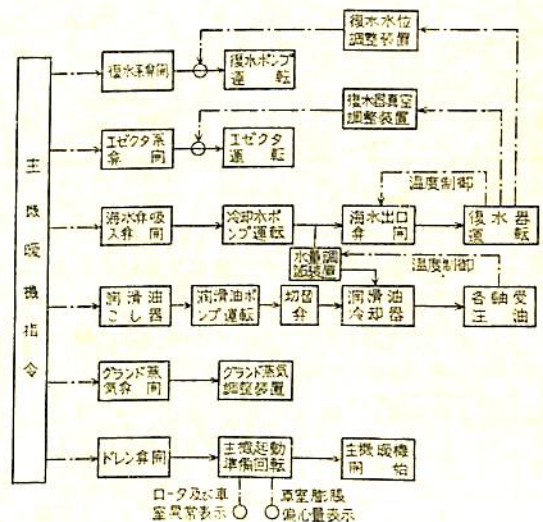 復水水位
調整装置
復水系弁開
復水ポンプ
運転
復水器真空
調整装置
エゼクタ系
弁開
エゼクタ
運転
主機暖機指令
温度制御
海水弁吸
入弁開
冷却水ポ
ンプ運転
海水出口
弁開
復水器
運転
水量調
節装置
温度制御
潤滑油
こし器
潤滑油ポ
ンプ運転
切替
弁
潤滑油
冷却器
各軸受
主油
グランド蒸
気弁開
グランド蒸気
調整装置
ドレン弁開
主機起動
準備回転
主機暖機
開始
ロータ及び車
室異常表示
車室膨脹
偏心量表示